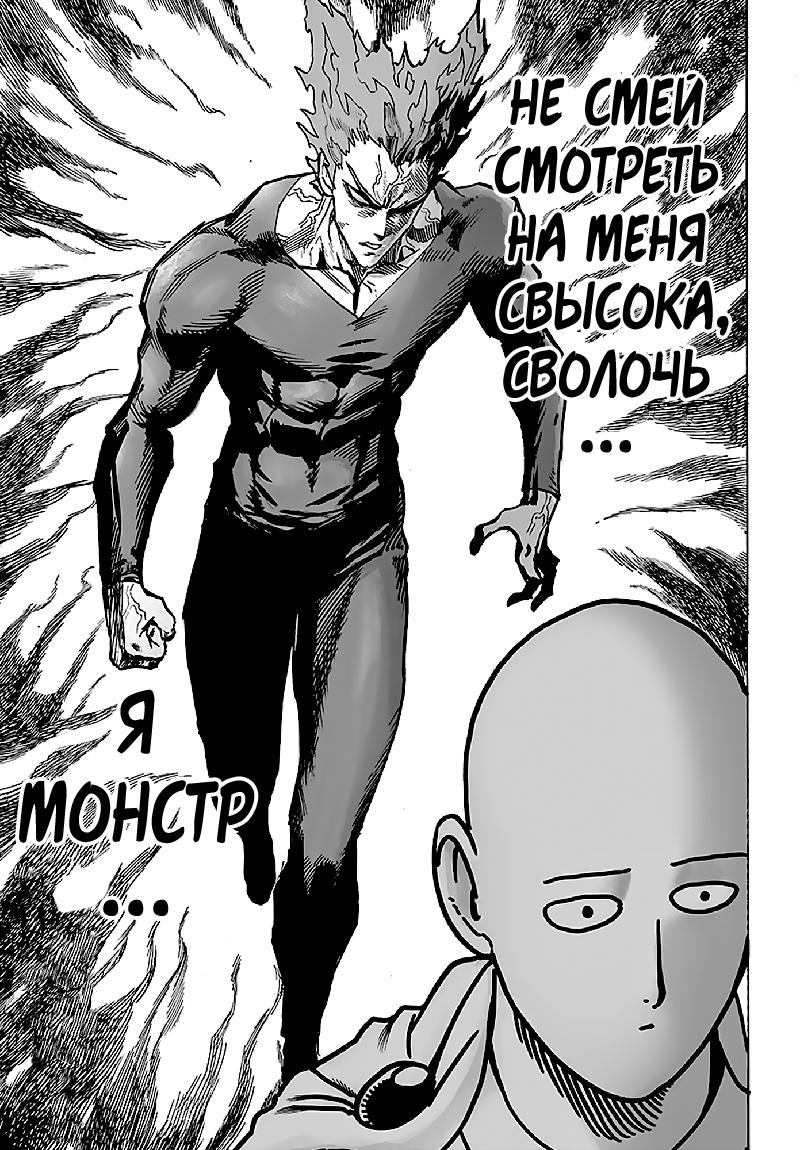 НЕ СМЕЙ
СМОТРЕТЬ
НА МЕНЯ
СВЫСОКА,
СВОЛОЧЬ
...
Я
МОНСТР
...